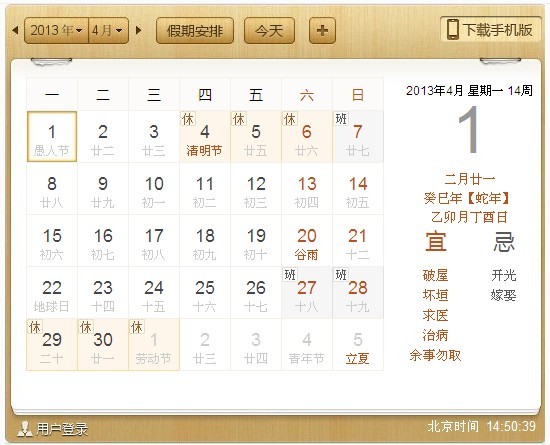 2013年 4月 假期安排 今天 + 下载手机版
一 二 三 四 五 六 日
1 2 3 休 4 休 5 休 6 班 7
愚人节 廿二 廿三 清明节 廿五 廿六 廿七
8 9 10 11 12 13 14
廿八 廿九 初一 初二 初三 初四 初五
15 16 17 18 19 20 21
初六 初七 初八 初九 初十 谷雨 十二
22 23 24 25 26 班 27 班 28
地球日 十四 十五 十六 十七 十八 十九
休 29 休 30 休 1 2 3 4 5
二十 廿一 劳动节 廿三 廿四 青年节 立夏
2013年4月 星期一 14周
1
二月廿一
癸巳年【蛇年】
乙卯月丁酉日
宜 忌
破屋 开光
坏垣 嫁娶
求医
治病
余事勿取
用户登录 北京时间 14:50:39